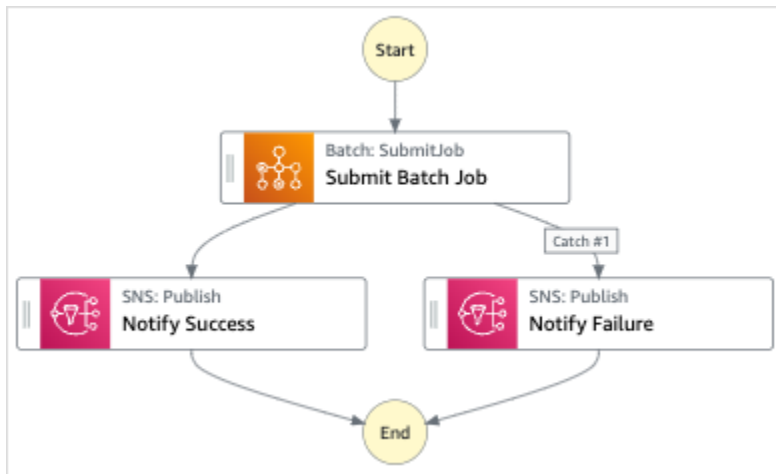 Start
Batch: SubmitJob
Submit Batch Job
Catch #1
SNS: Publish
Notify Success
SNS: Publish
Notify Failure
End